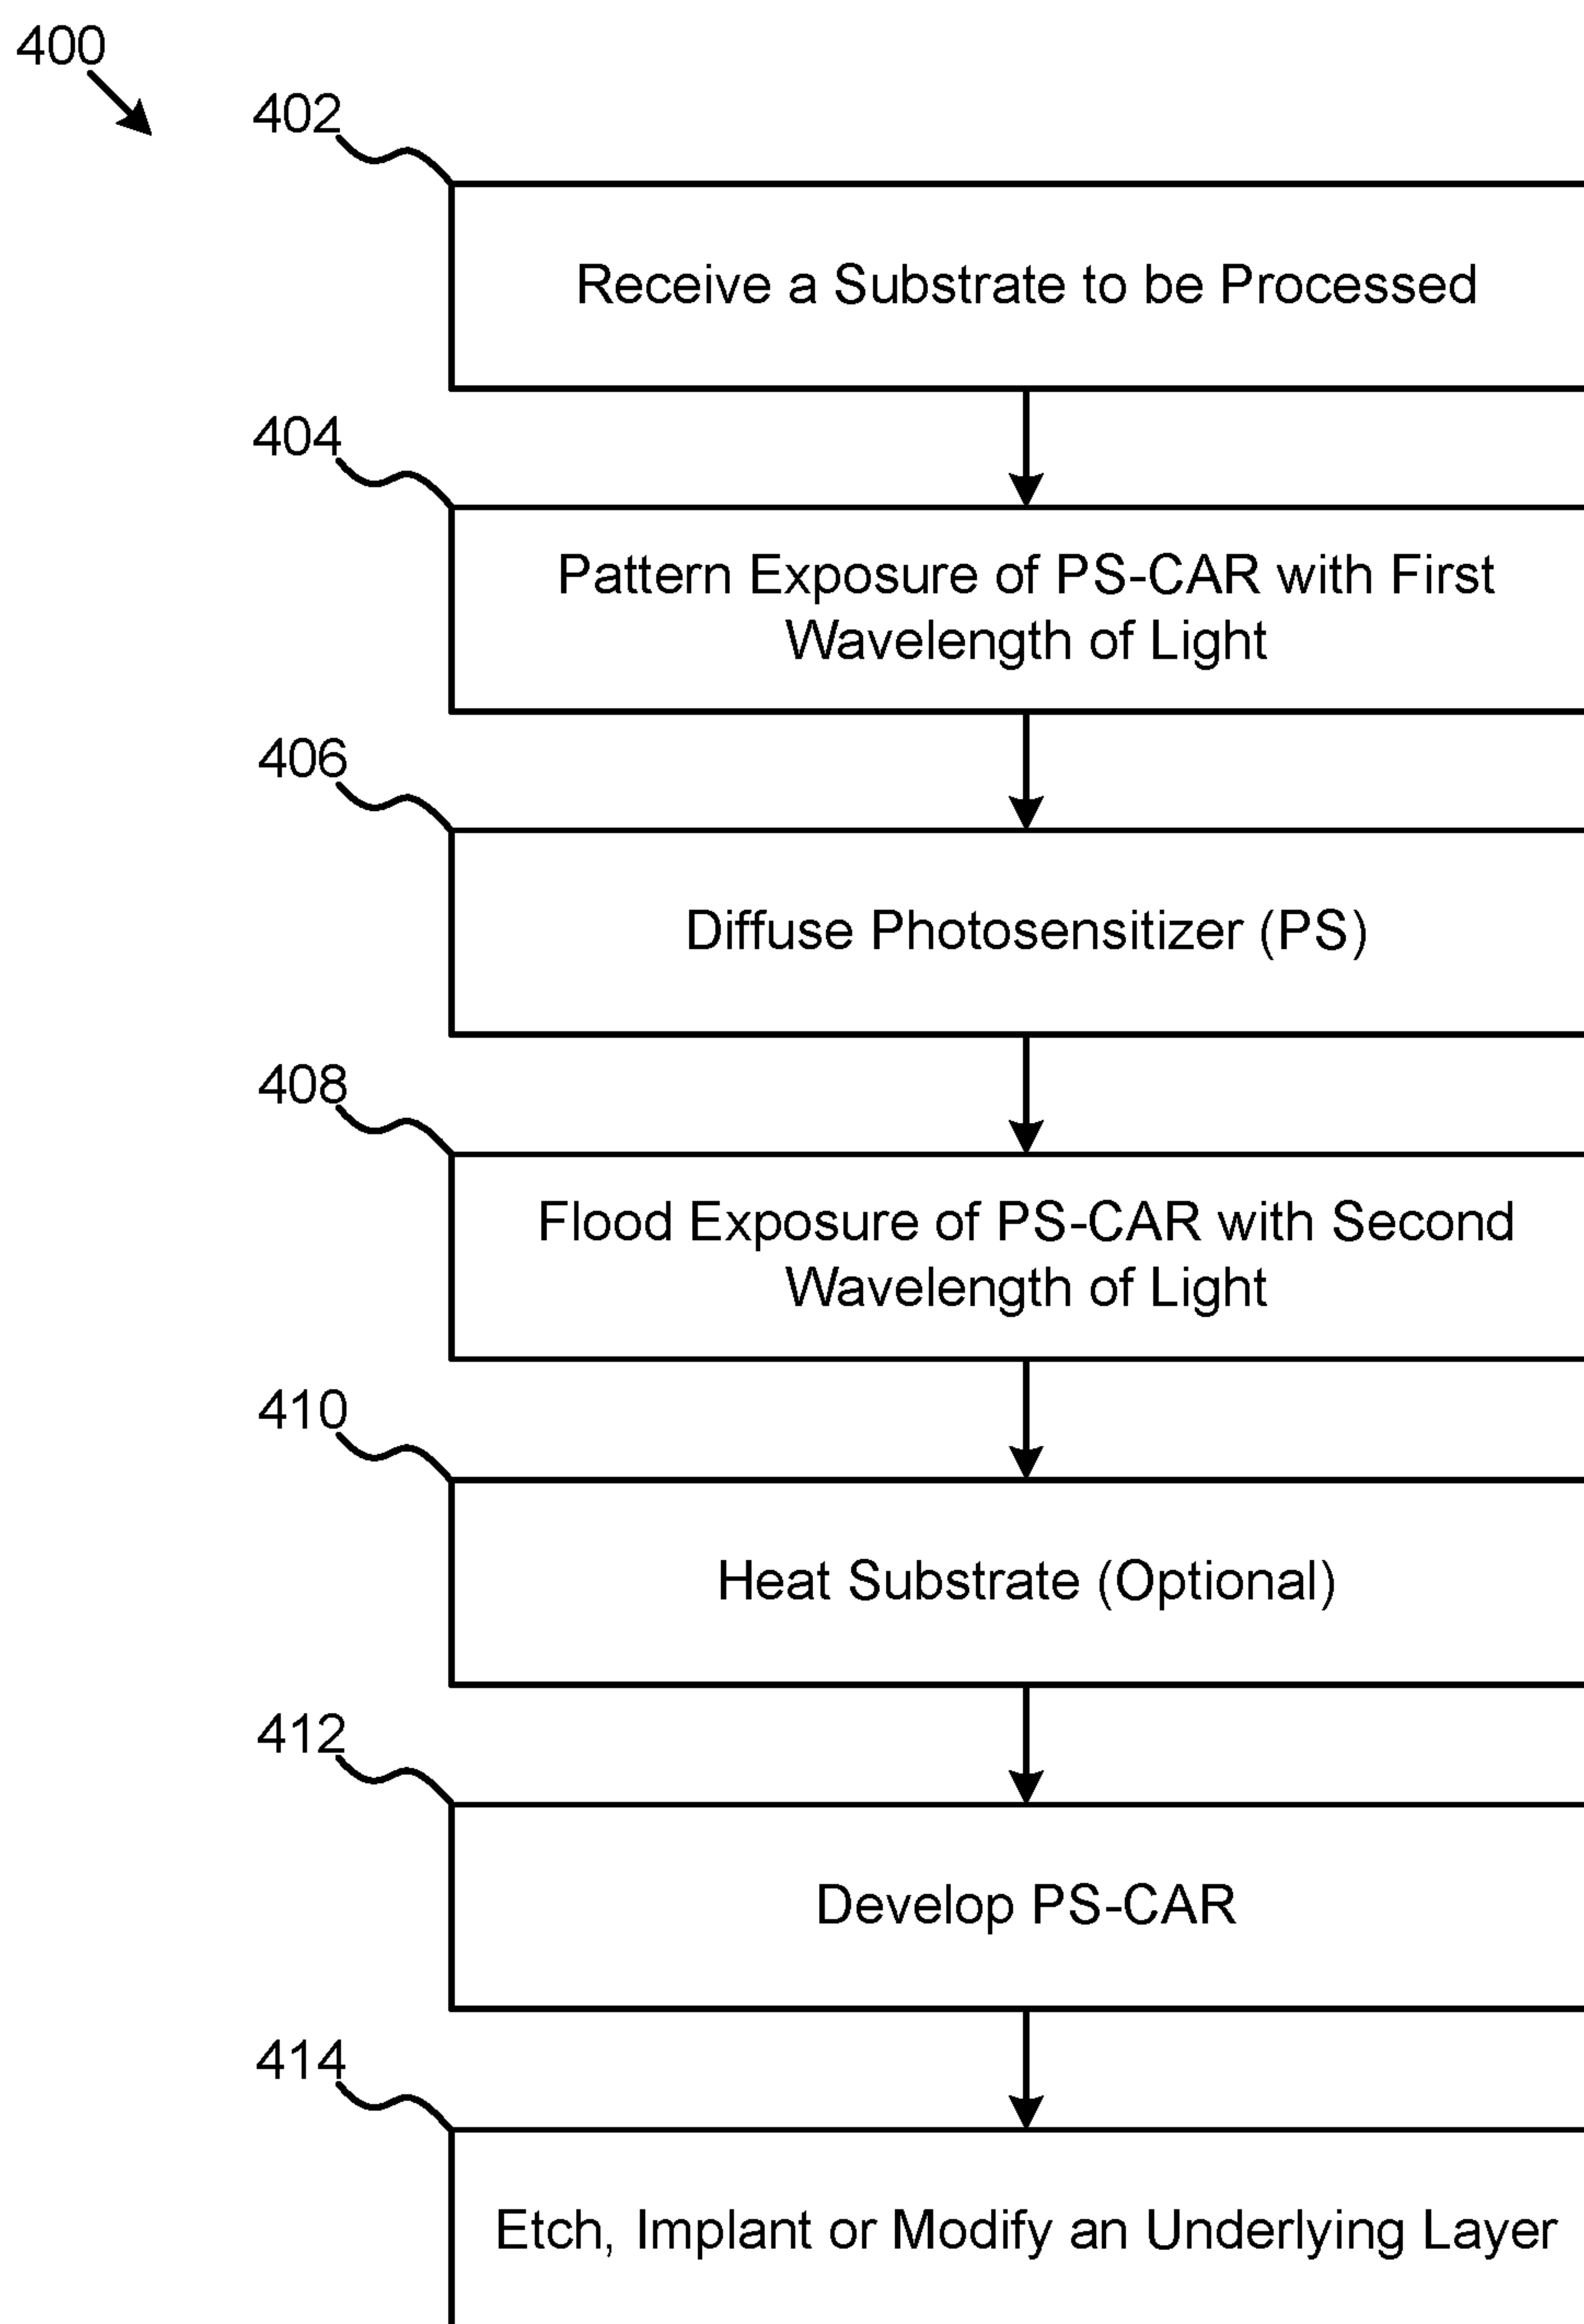 400
402
Receive a Substrate to be Processed
404
Pattern Exposure of PS-CAR with First
Wavelength of Light
406
Diffuse Photosensitizer (PS)
408
Flood Exposure of PS-CAR with Second
Wavelength of Light
410
Heat Substrate (Optional)
412
Develop PS-CAR
414
Etch, Implant or Modify an Underlying Layer